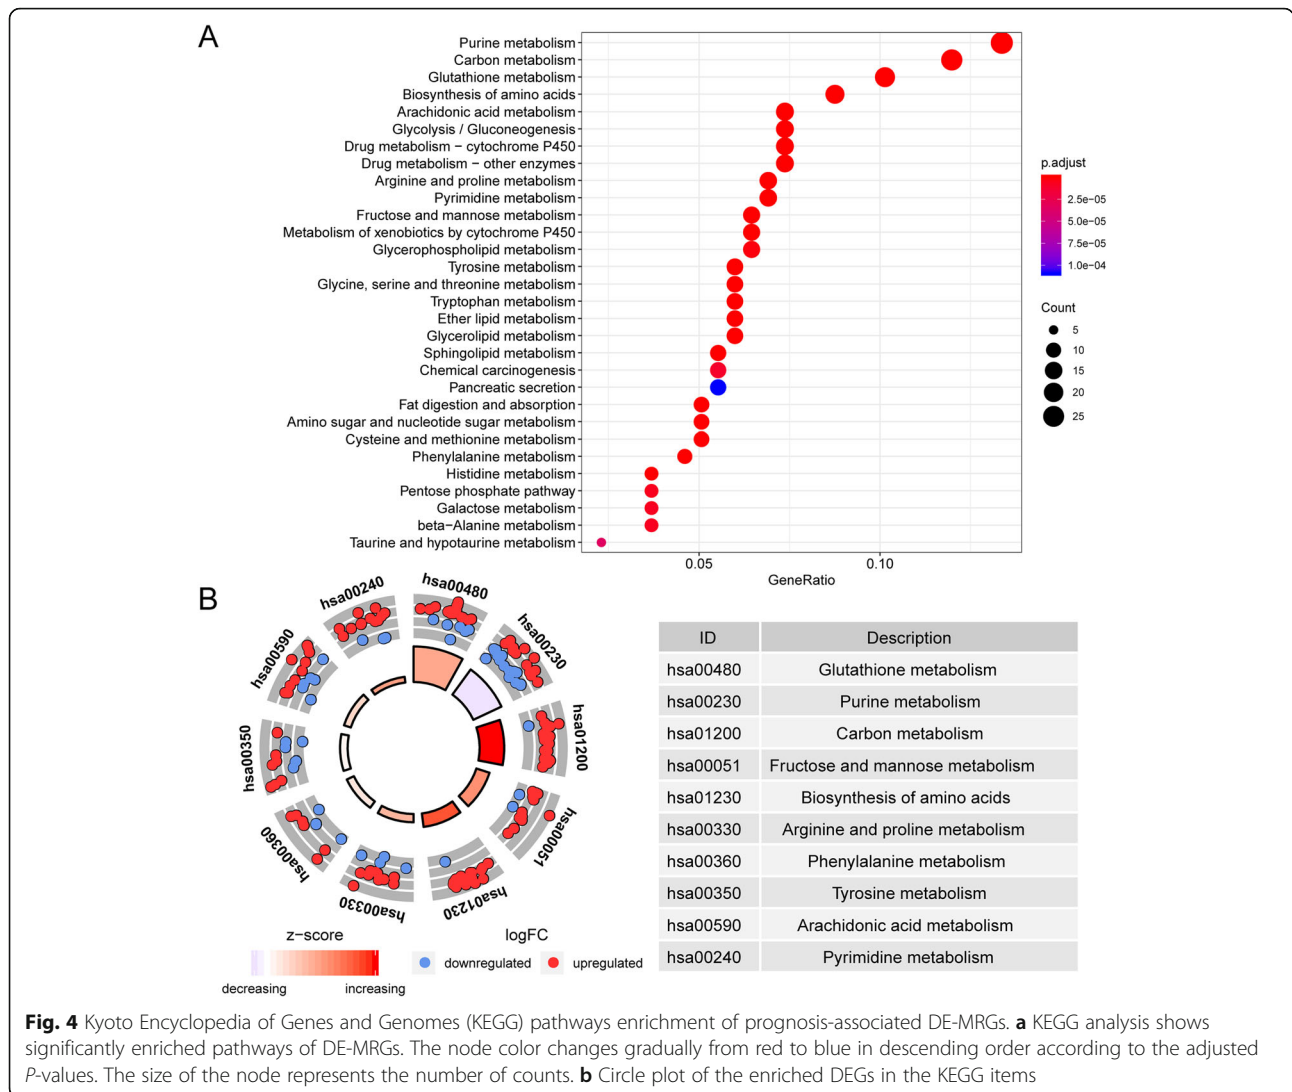 A
Purine metabolism
Carbon metabolism
Glutathione metabolism
Biosynthesis of amino acids
Arachidonic acid metabolism
Glycolysis / Gluconeogenesis
Drug metabolism − cytochrome P450
Drug metabolism − other enzymes
Arginine and proline metabolism
Pyrimidine metabolism
Fructose and mannose metabolism
Metabolism of xenobiotics by cytochrome P450
Glycerophospholipid metabolism
Tyrosine metabolism
Glycine, serine and threonine metabolism
Tryptophan metabolism
Ether lipid metabolism
Glycerolipid metabolism
Sphingolipid metabolism
Chemical carcinogenesis
Pancreatic secretion
Fat digestion and absorption
Amino sugar and nucleotide sugar metabolism
Cysteine and methionine metabolism
Phenylalanine metabolism
Histidine metabolism
Pentose phosphate pathway
Galactose metabolism
beta−Alanine metabolism
Taurine and hypotaurine metabolism
0.05 0.10
GeneRatio
p.adjust
2.5e−05
5.0e−05
7.5e−05
1.0e−04
Count
5
10
15
20
25
B
hsa00480
hsa00230
hsa01200
hsa00051
hsa01230
hsa00330
hsa00360
hsa00350
hsa00590
hsa00240
z−score
decreasing increasing
logFC
downregulated upregulated
ID Description
hsa00480 Glutathione metabolism
hsa00230 Purine metabolism
hsa01200 Carbon metabolism
hsa00051 Fructose and mannose metabolism
hsa01230 Biosynthesis of amino acids
hsa00330 Arginine and proline metabolism
hsa00360 Phenylalanine metabolism
hsa00350 Tyrosine metabolism
hsa00590 Arachidonic acid metabolism
hsa00240 Pyrimidine metabolism
Fig. 4 Kyoto Encyclopedia of Genes and Genomes (KEGG) pathways enrichment of prognosis-associated DE-MRGs. a KEGG analysis shows
significantly enriched pathways of DE-MRGs. The node color changes gradually from red to blue in descending order according to the adjusted
P-values. The size of the node represents the number of counts. b Circle plot of the enriched DEGs in the KEGG items